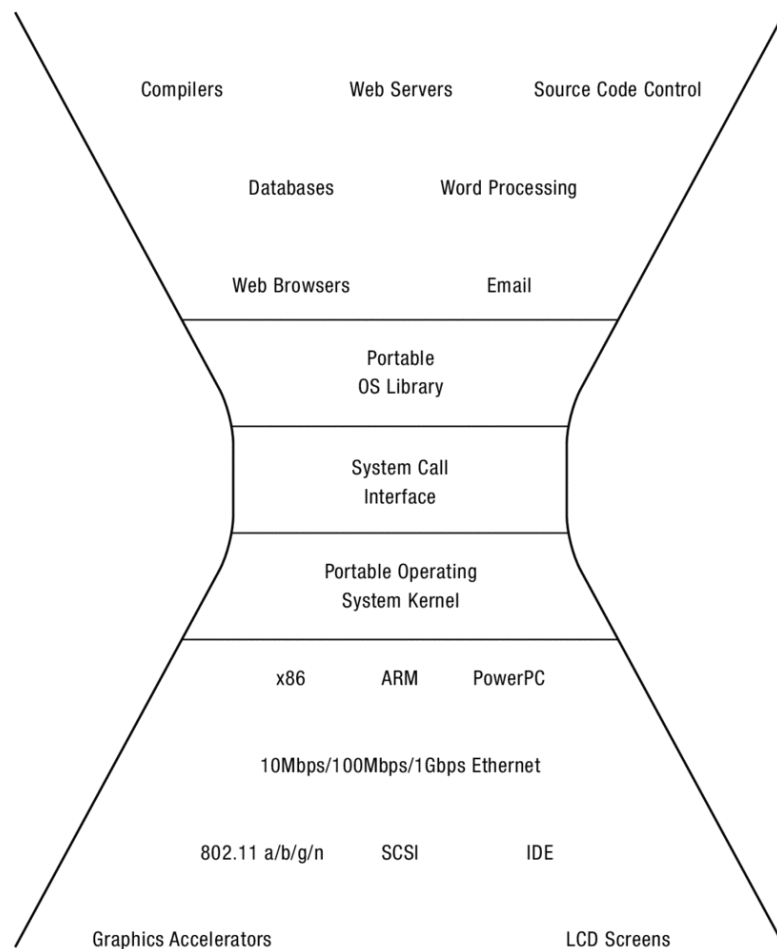 Compilers Web Servers Source Code Control
Databases Word Processing
Web Browsers Email
Portable
OS Library
System Call
Interface
Portable Operating
System Kernel
x86 ARM PowerPC
10Mbps/100Mbps/1Gbps Ethernet
802.11 a/b/g/n SCSI IDE
Graphics Accelerators LCD Screens